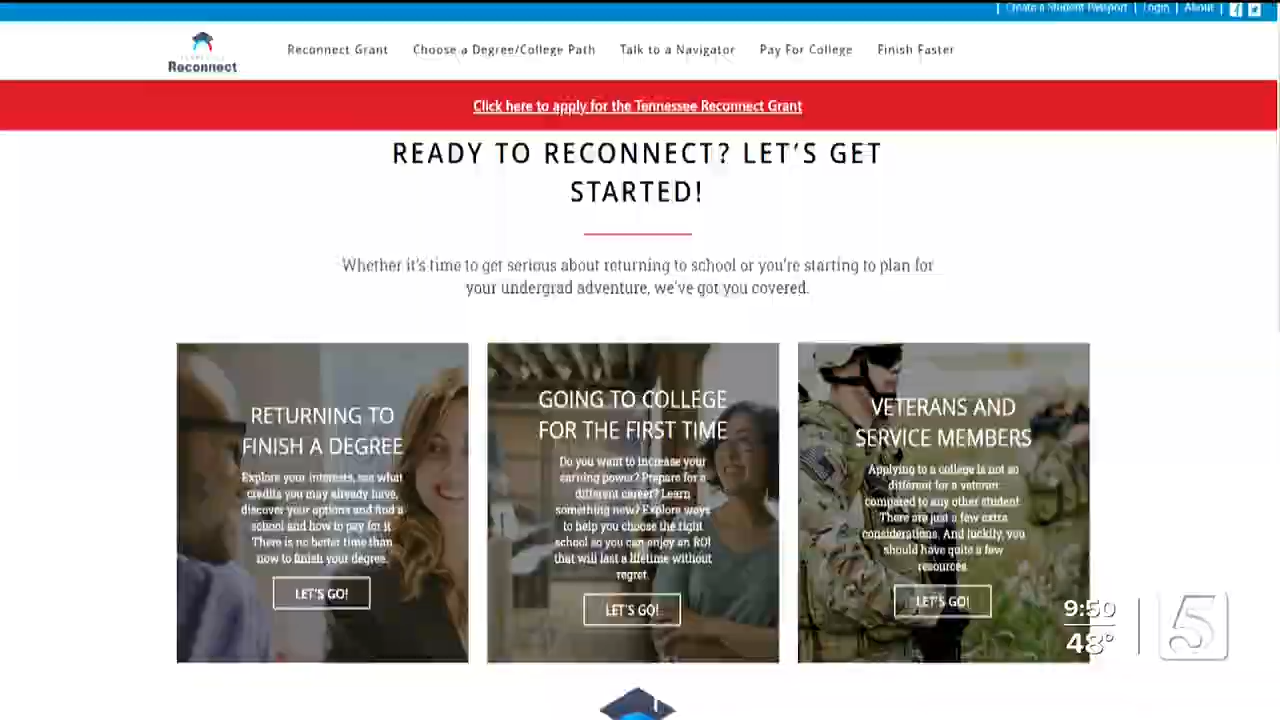 | Create a Student Passport | Login | About |
Reconnect
Reconnect Grant Choose a Degree/College Path Talk to a Navigator Pay For College Finish Faster
Click here to apply for the Tennessee Reconnect Grant
READY TO RECONNECT? LET'S GET
STARTED!
Whether it's time to get serious about returning to school or you're starting to plan for
your undergrad adventure, we've got you covered.
RETURNING TO
FINISH A DEGREE
Explore your interests, see what
credits you may already have,
discover your options and find a
school and how to pay for it.
There is no better time than
now to finish your degree.
LET'S GO!
GOING TO COLLEGE
FOR THE FIRST TIME
Do you want to increase your
earning power? Prepare for a
different career? Learn
something new? Explore ways
to help you choose the right
school so you can enjoy an ROI
that will last a lifetime without
regret.
LET'S GO!
VETERANS AND
SERVICE MEMBERS
Applying to a college is not so
different for a veteran
compared to any other student.
There are just a few extra
considerations. And luckily, you
should have quite a few
resources.
LET'S GO!
9:50
48°
5